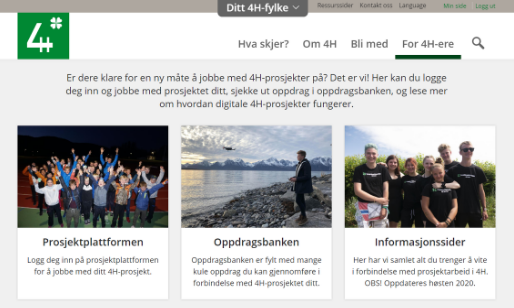 Ditt 4H-fylke
Ressurssider Kontakt oss Language Min side Logg ut
4H
Hva skjer? Om 4H Bli med For 4H-ere
Er dere klare for en ny måte å jobbe med 4H-prosjekter på? Det er vi! Her kan du logge
deg inn og jobbe med prosjektet ditt, sjekke ut oppdrag i oppdragsbanken, og lese mer
om hvordan digitale 4H-prosjekter fungerer.
Prosjektplattformen
Logg deg inn på prosjektplattformen
for å jobbe med ditt 4H-prosjekt.
Oppdragsbanken
Oppdragsbanken er fylt med mange
kule oppdrag du kan gjennomføre i
forbindelse med 4H-prosjektet ditt.
Informasjonssider
Her har vi samlet alt du trenger å vite
i forbindelse med prosjektarbeid i 4H.
OBS! Oppdateres høsten 2020.